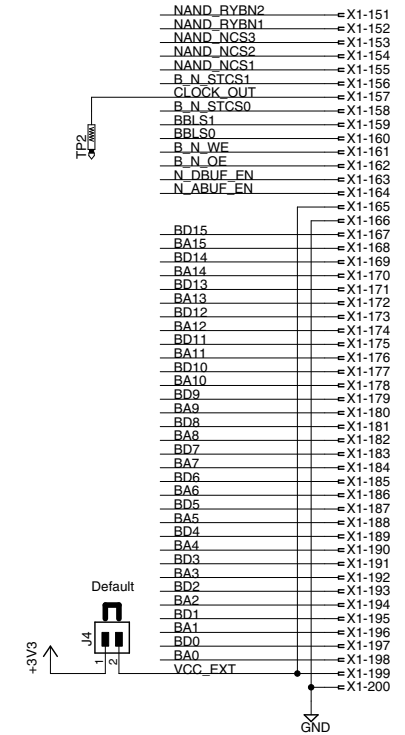 NAND_RYBN2 X1-151
NAND_RYBN1 X1-152
NAND_NCS3 X1-153
NAND_NCS2 X1-154
NAND_NCS1 X1-155
B_N_STCS1 X1-156
CLOCK_OUT X1-157
B_N_STCS0 X1-158
BBLS1 X1-159
BBLS0 X1-160
B_N_WE X1-161
B_N_OE X1-162
N_DBUF_EN X1-163
N_ABUF_EN X1-164
TP2
X1-165
X1-166
BD15 X1-167
BA15 X1-168
BD14 X1-169
BA14 X1-170
BD13 X1-171
BA13 X1-172
BD12 X1-173
BA12 X1-174
BD11 X1-175
BA11 X1-176
BD10 X1-177
BA10 X1-178
BD9 X1-179
BA9 X1-180
BD8 X1-181
BA8 X1-182
BD7 X1-183
BA7 X1-184
BD6 X1-185
BA6 X1-186
BD5 X1-187
BA5 X1-188
BD4 X1-189
BA4 X1-190
BD3 X1-191
BA3 X1-192
BD2 X1-193
BA2 X1-194
BD1 X1-195
BA1 X1-196
BD0 X1-197
BA0 X1-198
VCC_EXT X1-199
X1-200
Default
J4
1 2
+3V3
GND